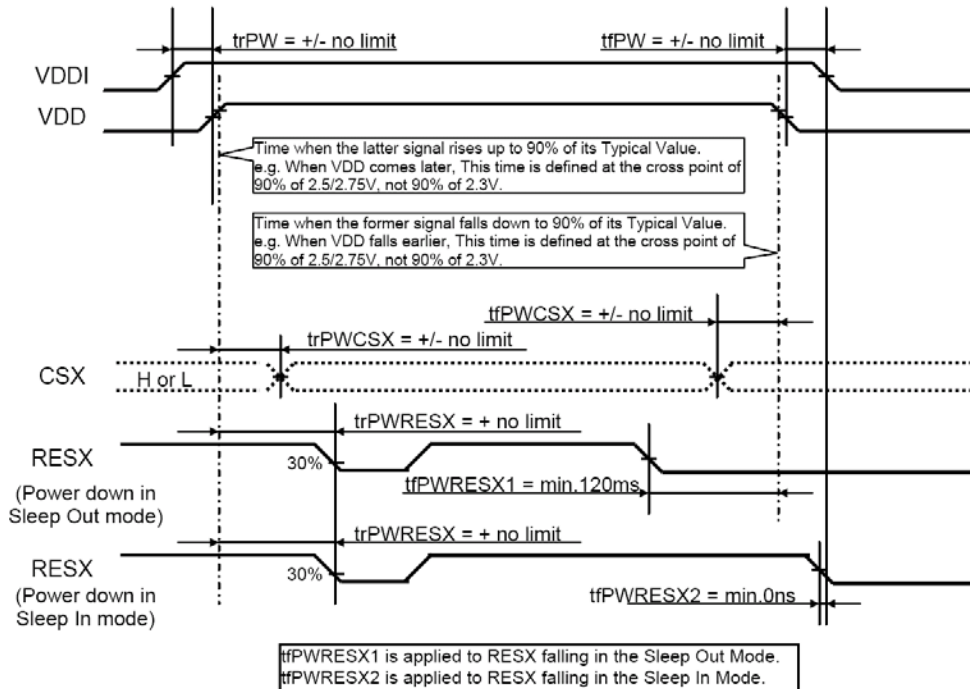 trPW = +/- no limit
tfPW = +/- no limit
VDDI
VDD
Time when the latter signal rises up to 90% of its Typical Value.
e.g. When VDD comes later, This time is defined at the cross point of
90% of 2.5/2.75V, not 90% of 2.3V.
Time when the former signal falls down to 90% of its Typical Value.
e.g. When VDD falls earlier, This time is defined at the cross point of
90% of 2.5/2.75V, not 90% of 2.3V.
tfPWCSX = +/- no limit
trPWCSX = +/- no limit
CSX
H or L
trPWRESX = + no limit
RESX
30%
(Power down in
Sleep Out mode)
tfPWRESX1 = min.120ms
trPWRESX = + no limit
RESX
30%
(Power down in
Sleep In mode)
tfPWRESX2 = min.0ns
tfPWRESX1 is applied to RESX falling in the Sleep Out Mode.
tfPWRESX2 is applied to RESX falling in the Sleep In Mode.